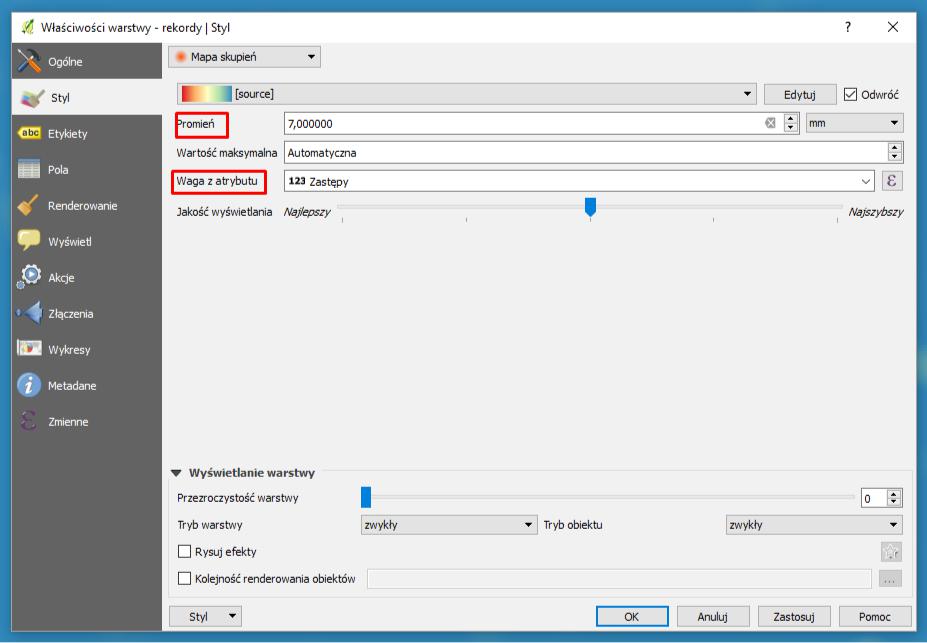 Właściwości warstwy - rekordy | Styl
?
Ogólne
Styl
abc Etykiety
Pola
Renderowanie
Wyświetl
Akcje
Złączenia
Wykresy
i Metadane
ε Zmienne
Mapa skupień
[source] Edytuj Odwróć
Promień 7,000000 mm
Wartość maksymalna Automatyczna
Waga z atrybutu 123 Zastępy ε
Jakość wyświetlania Najlepszy Najszybszy
Wyświetlanie warstwy
Przezroczystość warstwy 0
Tryb warstwy zwykły Tryb obiektu zwykły
Rysuj efekty
Kolejność renderowania obiektów ...
Styl OK Anuluj Zastosuj Pomoc